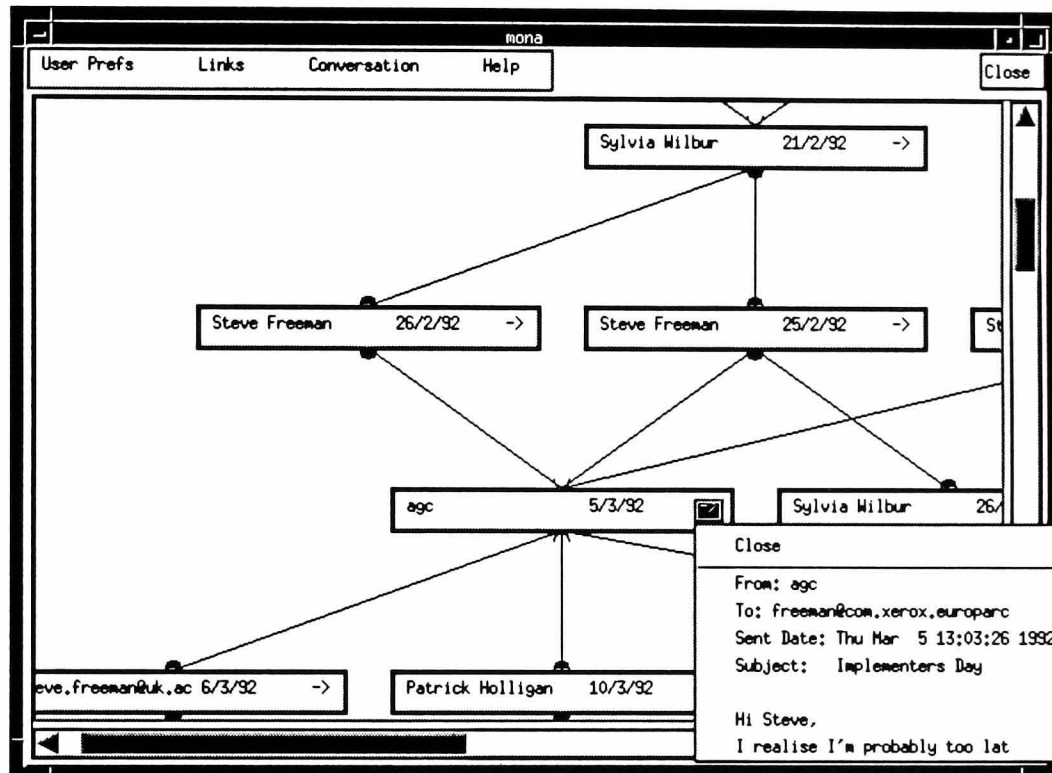 mona
User Prefs Links Conversation Help Close
Sylvia Wilbur 21/2/92 ->
Steve Freeman 26/2/92 ->
Steve Freeman 25/2/92 ->
St
agc 5/3/92
Sylvia Wilbur 26/
Close
From: agc
To: freeman@com.xerox.europarc
Sent Date: Thu Mar 5 13:03:26 1992
Subject: Implementers Day
Hi Steve,
I realise I'm probably too lat
eve.freeman@uk.ac 6/3/92 ->
Patrick Holligan 10/3/92